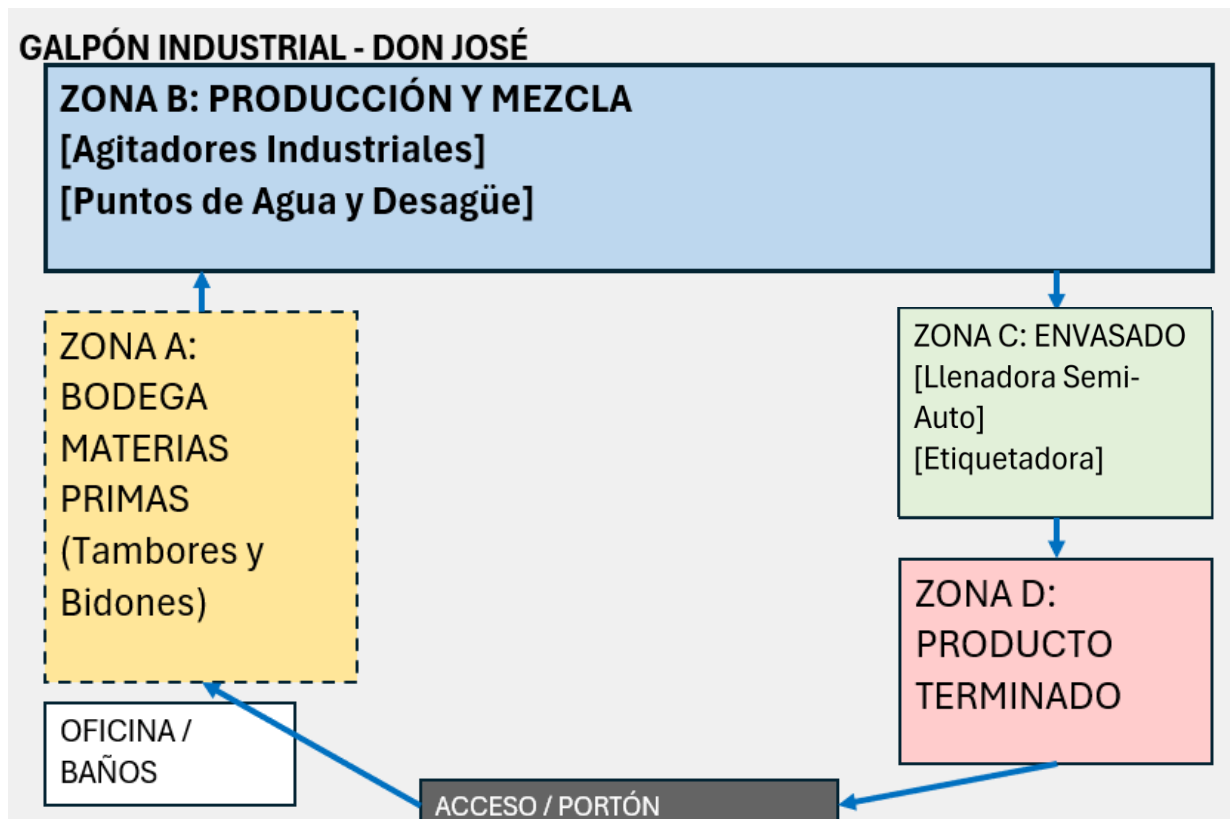 GALPÓN INDUSTRIAL - DON JOSÉ
ZONA B: PRODUCCIÓN Y MEZCLA
[Agitadores Industriales]
[Puntos de Agua y Desagüe]
ZONA A:
BODEGA
MATERIAS
PRIMAS
(Tambores y
Bidones)
ZONA C: ENVASADO
[Llenadora Semi-
Auto]
[Etiquetadora]
ZONA D:
PRODUCTO
TERMINADO
OFICINA /
BAÑOS
ACCESO / PORTÓN